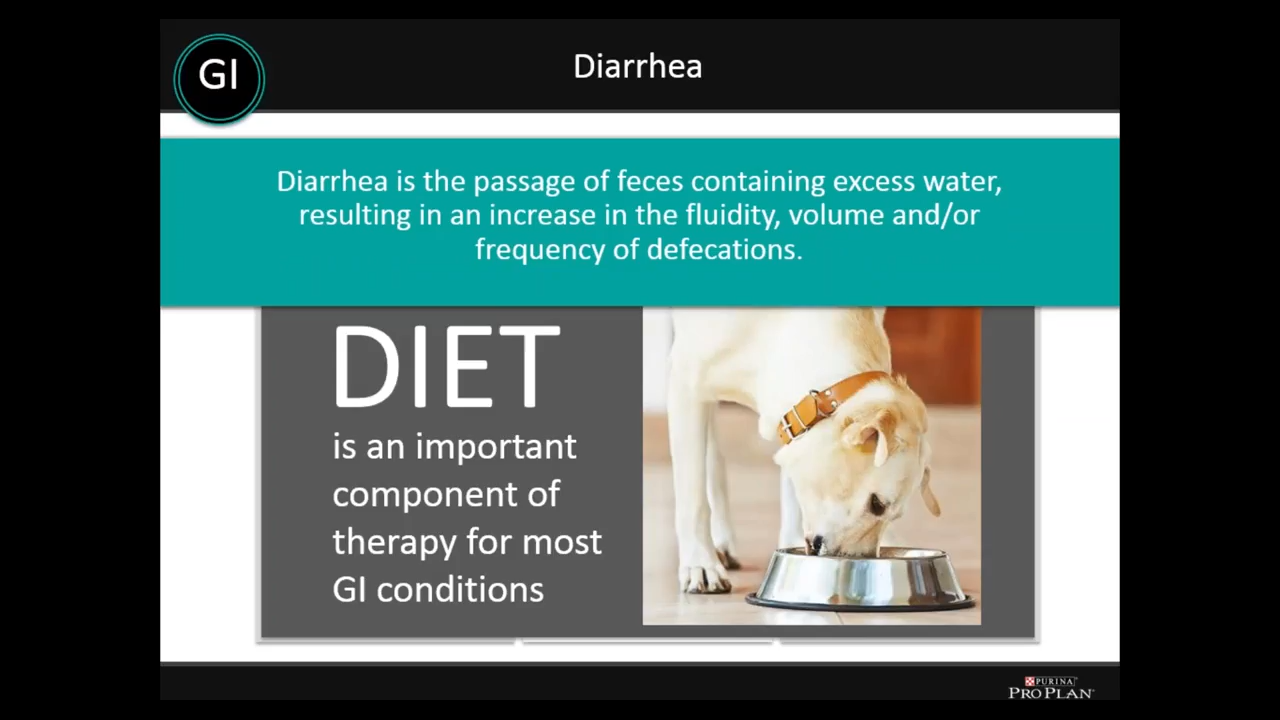 GI
Diarrhea
Diarrhea is the passage of feces containing excess water,
resulting in an increase in the fluidity, volume and/or
frequency of defecations.
DIET
is an important
component of
therapy for most
GI conditions
PURINA
PRO PLAN